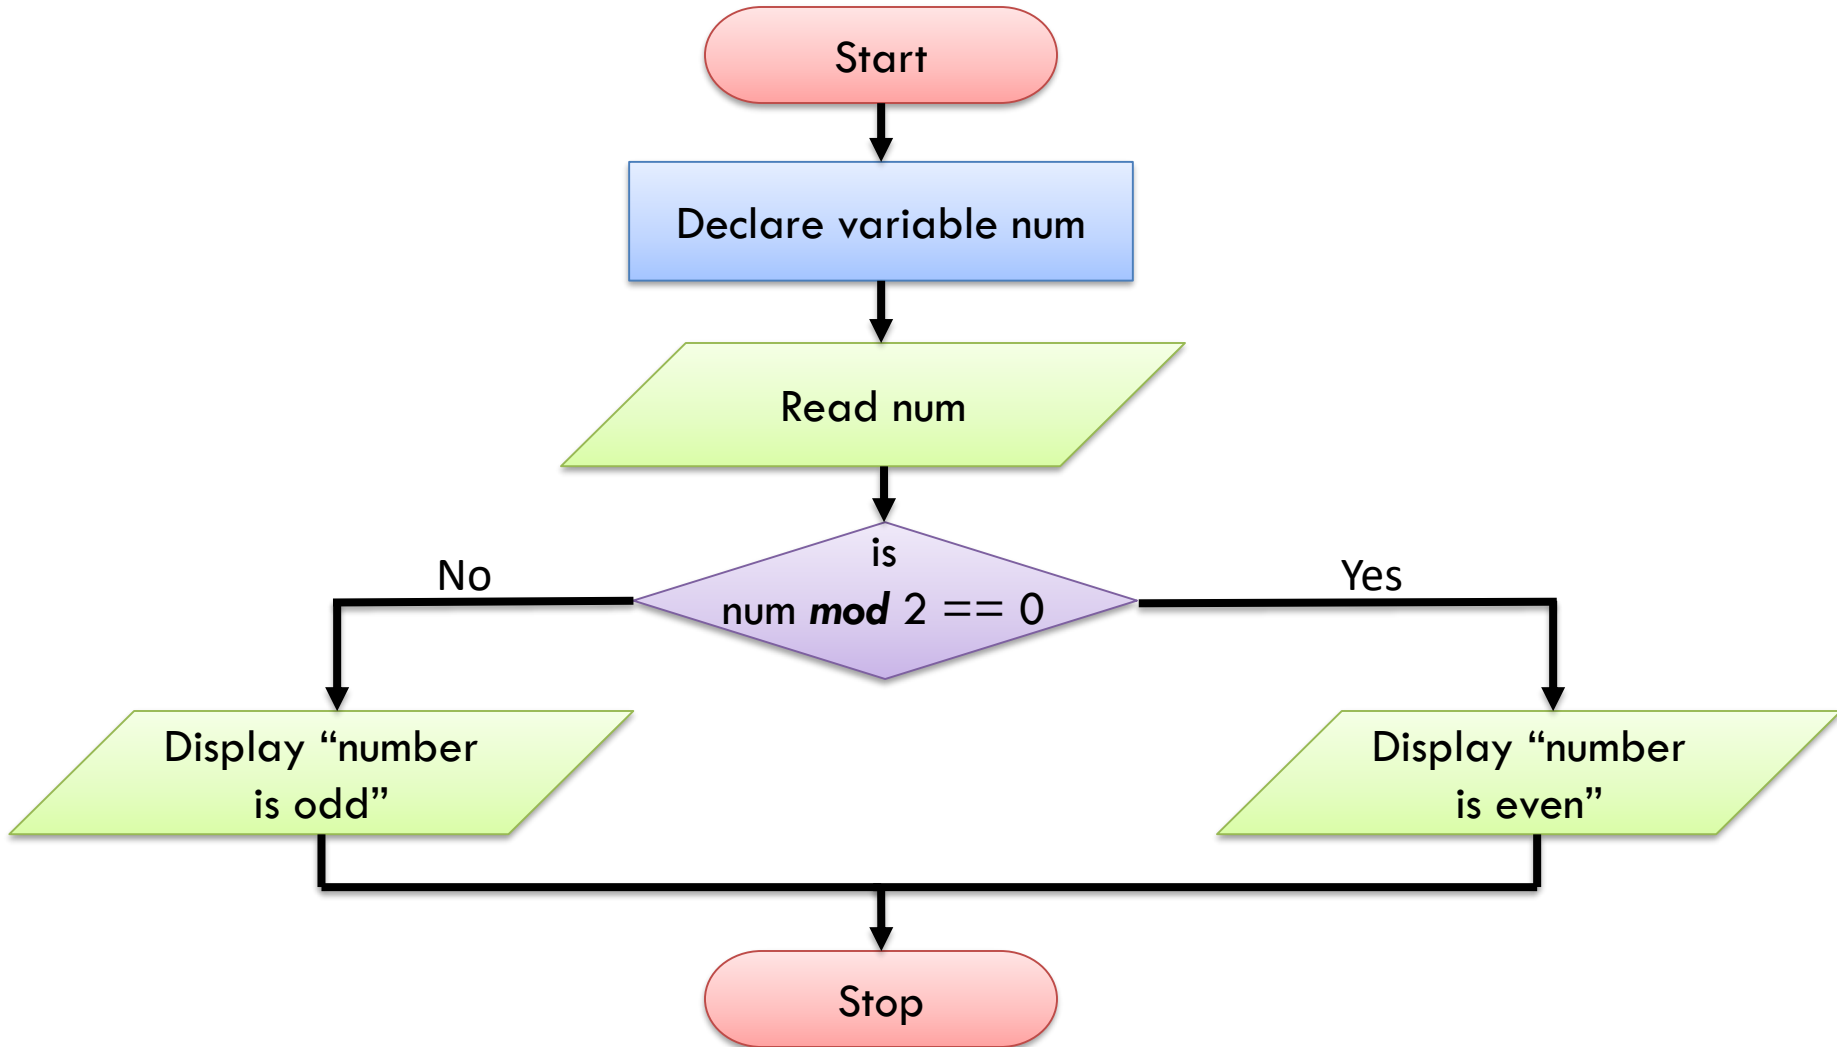 Start
Declare variable num
Read num
is
num mod 2 == 0
No
Yes
Display “number
is odd”
Display “number
is even”
Stop